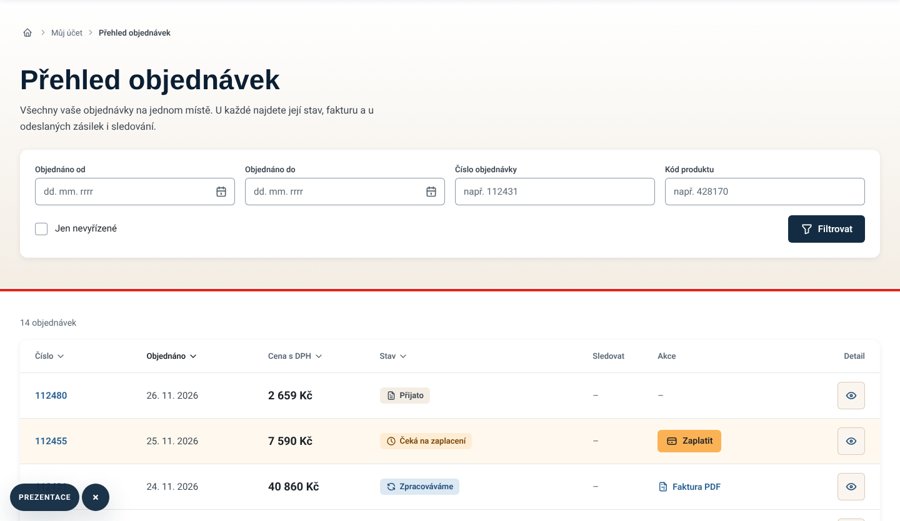 Můj účet
Přehled objednávek
Přehled objednávek
Všechny vaše objednávky na jednom místě. U každé najdete její stav, fakturu a u
odeslaných zásilek i sledování.
Objednáno od
Objednáno do
Číslo objednávky
Kód produktu
dd. mm. rrrr
dd. mm. rrrr
např. 112431
např. 428170
Jen nevyřízené
Filtrovat
14 objednávek
Číslo Objednáno Cena s DPH Stav Sledovat Akce Detail
112480 26. 11. 2026 2 659 Kč Přijato – –
112455 25. 11. 2026 7 590 Kč Čeká na zaplacení – Zaplatit
24. 11. 2026 40 860 Kč Zpracováváme – Faktura PDF
PREZENTACE ×